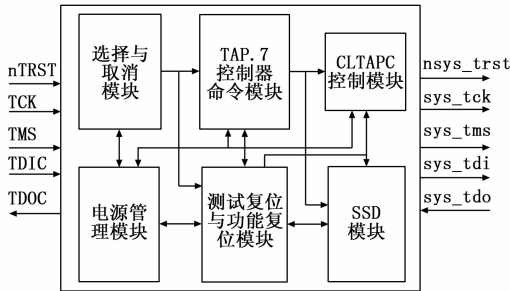 nTRST
TCK
TMS
TDIC
TDOC
选择与
取消
模块
TAP.7
控制器
命令模块
CLTAPC
控制模块
电源管
理模块
测试复位
与功能复
位模块
SSD
模块
nsys_trst
sys_tck
sys_tms
sys_tdi
sys_tdo